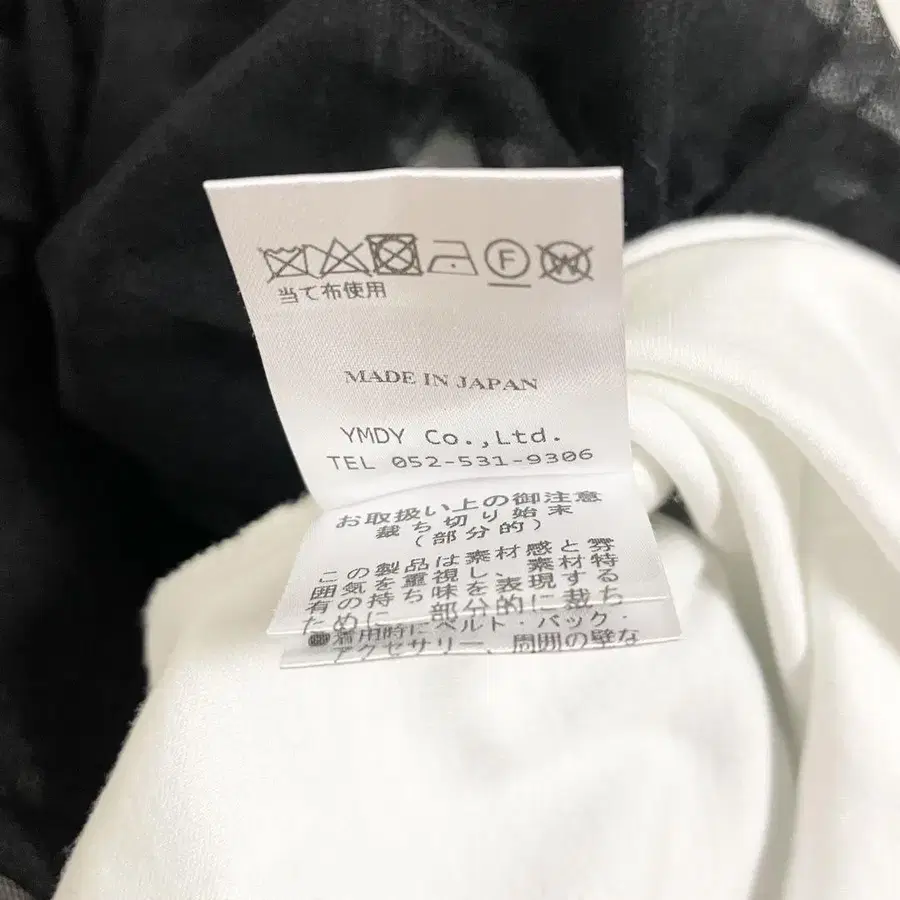 F W
当て布使用
MADE IN JAPAN
YMDY Co.,Ltd.
TEL 052-531-9306
お取扱い上の御注意
裁ち切り始末
(部分的)
この製品は素材感と雰
囲気を重視し、素材特
有の持ち味を表現する
ために、部分的に裁ち
●着用時にベルト・バック・
アクセサリー、周囲の壁な